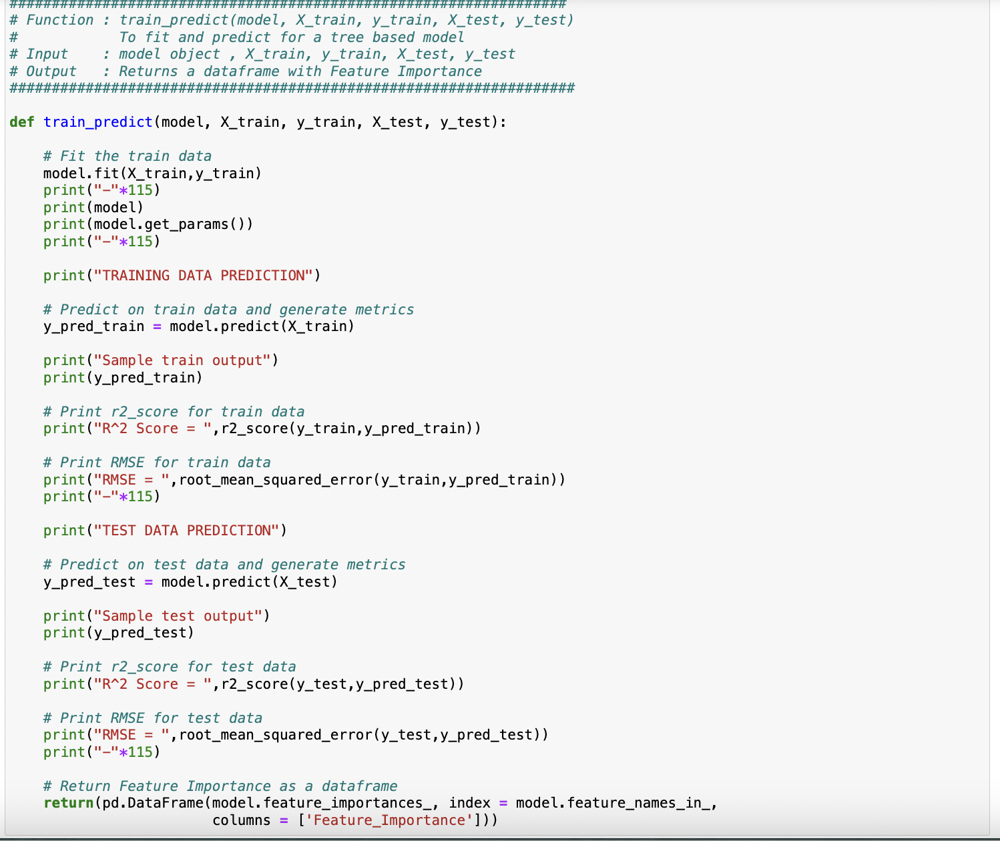 ##################################################################
# Function : train_predict(model, X_train, y_train, X_test, y_test)
#            To fit and predict for a tree based model
# Input    : model object , X_train, y_train, X_test, y_test
# Output   : Returns a dataframe with Feature Importance
###################################################################
def train_predict(model, X_train, y_train, X_test, y_test):
    # Fit the train data
    model.fit(X_train,y_train)
    print("-"*115)
    print(model)
    print(model.get_params())
    print("-"*115)
    print("TRAINING DATA PREDICTION")
    # Predict on train data and generate metrics
    y_pred_train = model.predict(X_train)
    print("Sample train output")
    print(y_pred_train)
    # Print r2_score for train data
    print("R^2 Score = ",r2_score(y_train,y_pred_train))
    # Print RMSE for train data
    print("RMSE = ",root_mean_squared_error(y_train,y_pred_train))
    print("-"*115)
    print("TEST DATA PREDICTION")
    # Predict on test data and generate metrics
    y_pred_test = model.predict(X_test)
    print("Sample test output")
    print(y_pred_test)
    # Print r2_score for test data
    print("R^2 Score = ",r2_score(y_test,y_pred_test))
    # Print RMSE for test data
    print("RMSE = ",root_mean_squared_error(y_test,y_pred_test))
    print("-"*115)
    # Return Feature Importance as a dataframe
    return(pd.DataFrame(model.feature_importances_, index = model.feature_names_in_,
                        columns = ['Feature_Importance']))